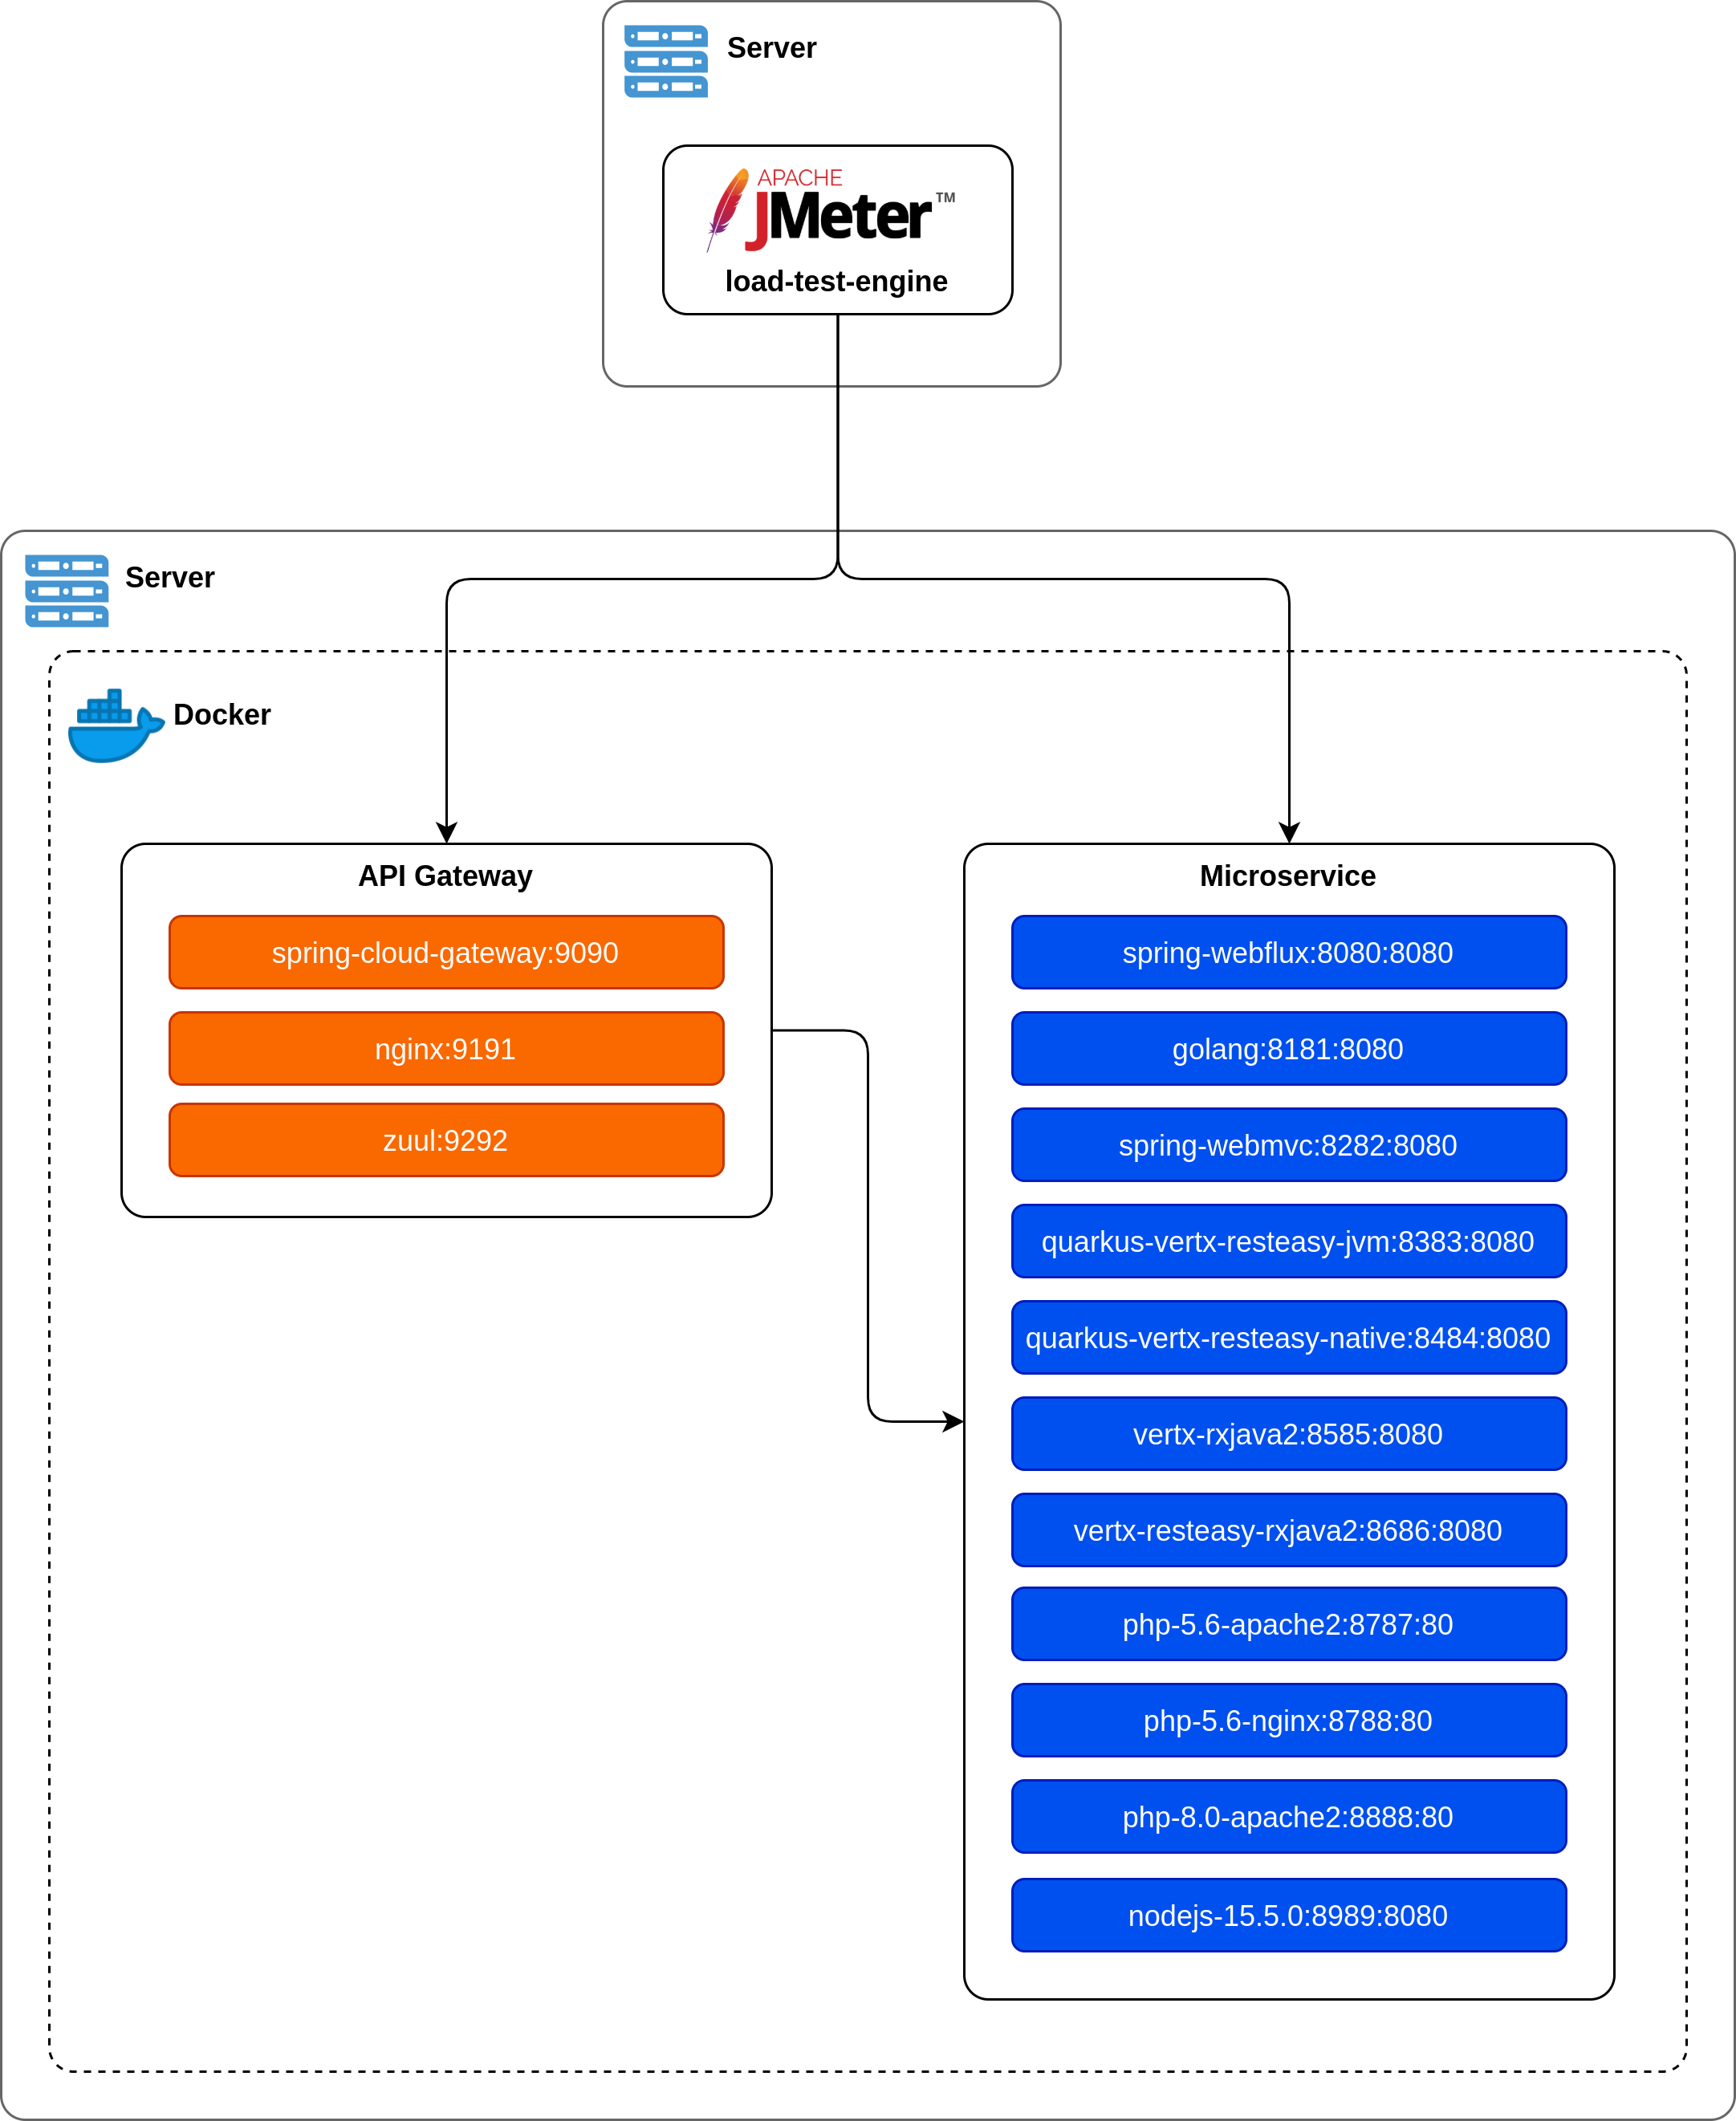 Server
APACHE
JMeter™
load-test-engine
Server
Docker
API Gateway
spring-cloud-gateway:9090
nginx:9191
zuul:9292
Microservice
spring-webflux:8080:8080
golang:8181:8080
spring-webmvc:8282:8080
quarkus-vertx-resteasy-jvm:8383:8080
quarkus-vertx-resteasy-native:8484:8080
vertx-rxjava2:8585:8080
vertx-resteasy-rxjava2:8686:8080
php-5.6-apache2:8787:80
php-5.6-nginx:8788:80
php-8.0-apache2:8888:80
nodejs-15.5.0:8989:8080